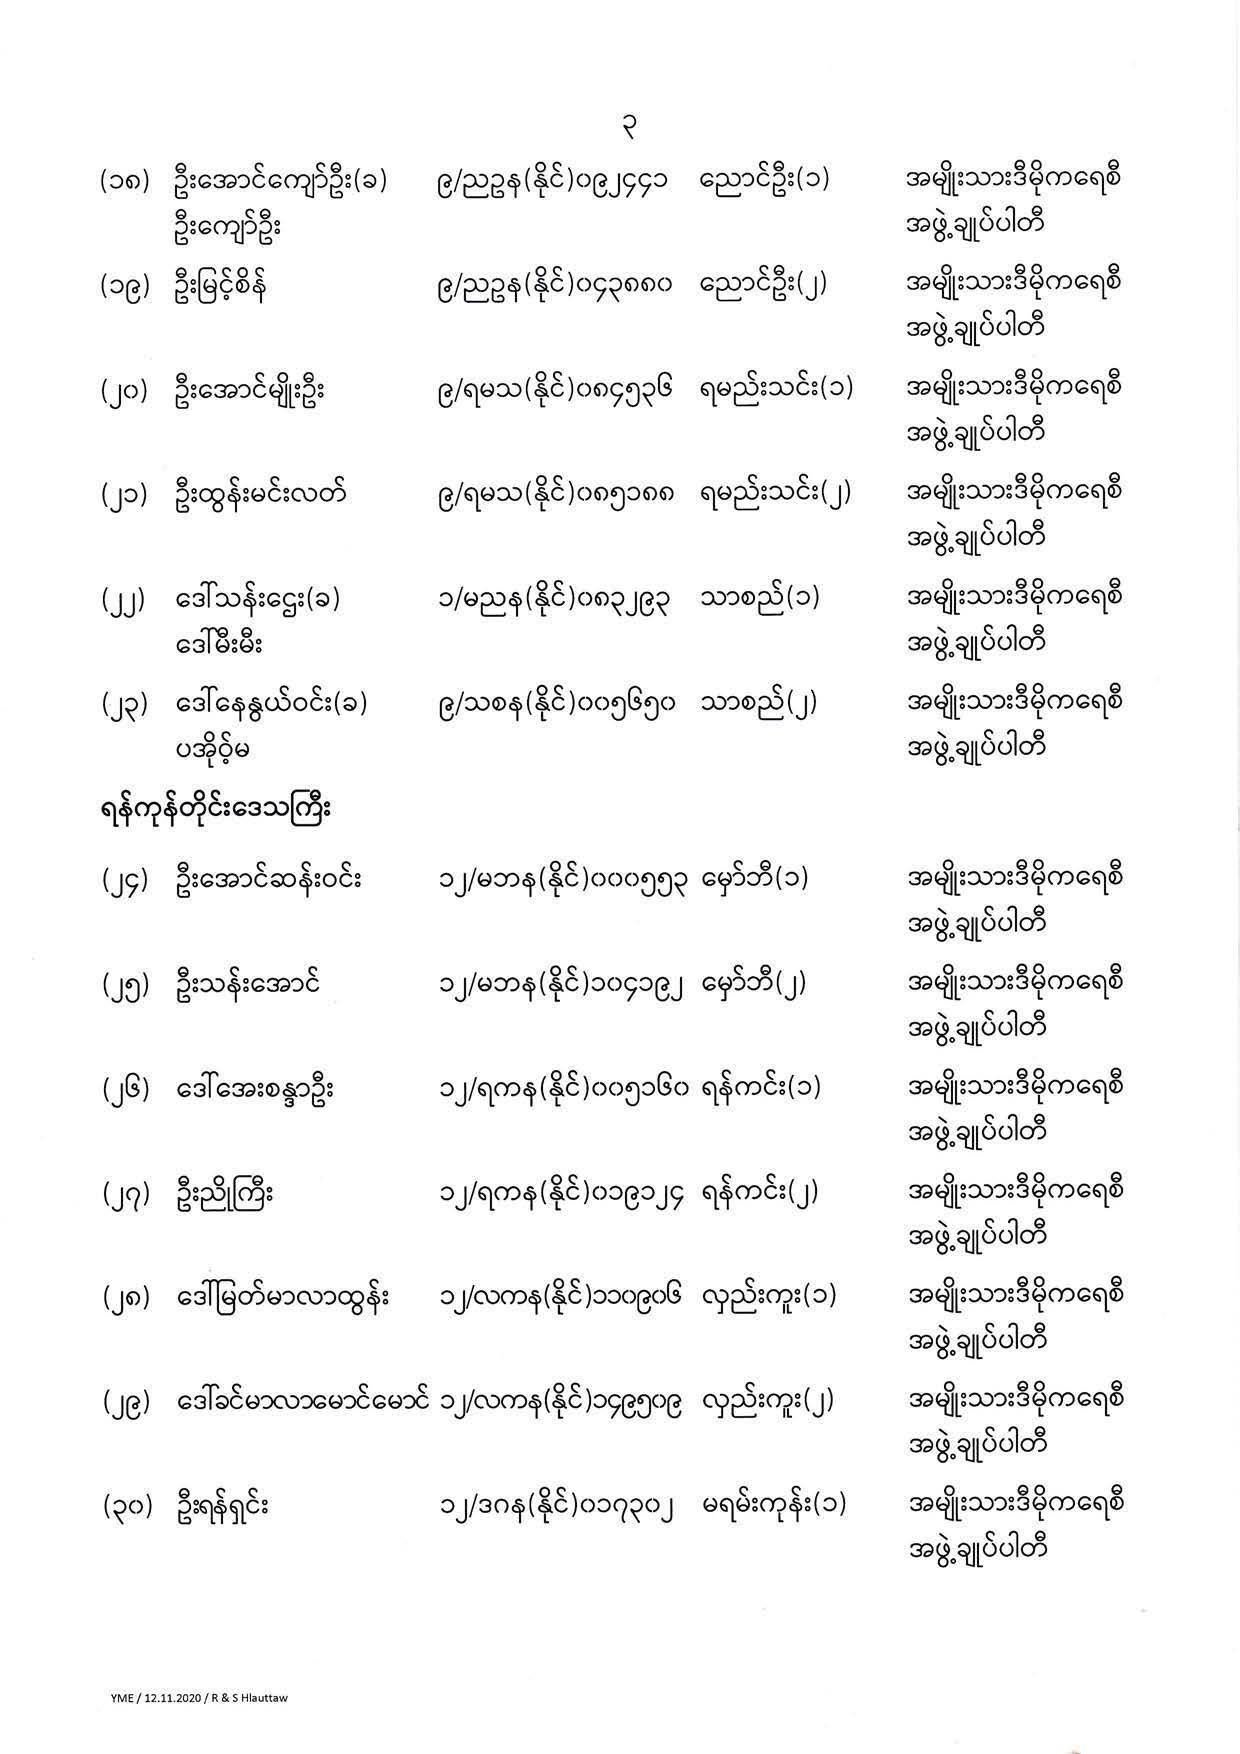 ၃
(၁၈) ဦးအောင်ကျော်ဦး(ခ) ၉/ညဥန(နိုင်)၀၉၂၄၄၁ ညောင်ဦး(၁) အမျိုးသားဒီမိုကရေစီ
ဦးကျော်ဦး အဖွဲ့ချုပ်ပါတီ
(၁၉) ဦးမြင့်စိန် ၉/ညဥန(နိုင်)၀၄၃၈၈၀ ညောင်ဦး(၂) အမျိုးသားဒီမိုကရေစီ
အဖွဲ့ချုပ်ပါတီ
(၂၀) ဦးအောင်မျိုးဦး ၉/ရမသ(နိုင်)၀၈၄၅၃၆ ရမည်းသင်း(၁) အမျိုးသားဒီမိုကရေစီ
အဖွဲ့ချုပ်ပါတီ
(၂၁) ဦးထွန်းမင်းလတ် ၉/ရမသ(နိုင်)၀၈၅၁၈၈ ရမည်းသင်း(၂) အမျိုးသားဒီမိုကရေစီ
အဖွဲ့ချုပ်ပါတီ
(၂၂) ဒေါ်သန်းဌေး(ခ) ၁/မညန(နိုင်)၀၈၃၂၉၃ သာစည်(၁) အမျိုးသားဒီမိုကရေစီ
ဒေါ်မီးမီး အဖွဲ့ချုပ်ပါတီ
(၂၃) ဒေါ်နေနွယ်ဝင်း(ခ) ၉/သစန(နိုင်)၀၀၅၆၅၀ သာစည်(၂) အမျိုးသားဒီမိုကရေစီ
ပအိုဝ့်မ အဖွဲ့ချုပ်ပါတီ
ရန်ကုန်တိုင်းဒေသကြီး
(၂၄) ဦးအောင်ဆန်းဝင်း ၁၂/မဘန(နိုင်)၀၀၀၅၅၃ မှော်ဘီ(၁) အမျိုးသားဒီမိုကရေစီ
အဖွဲ့ချုပ်ပါတီ
(၂၅) ဦးသန်းအောင် ၁၂/မဘန(နိုင်)၁၀၄၁၉၂ မှော်ဘီ(၂) အမျိုးသားဒီမိုကရေစီ
အဖွဲ့ချုပ်ပါတီ
(၂၆) ဒေါ်အေးစန္ဒာဦး ၁၂/ရကန(နိုင်)၀၀၅၁၆၀ ရန်ကင်း(၁) အမျိုးသားဒီမိုကရေစီ
အဖွဲ့ချုပ်ပါတီ
(၂၇) ဦးညိုကြီး ၁၂/ရကန(နိုင်)၀၁၉၁၂၄ ရန်ကင်း(၂) အမျိုးသားဒီမိုကရေစီ
အဖွဲ့ချုပ်ပါတီ
(၂၈) ဒေါ်မြတ်မာလာထွန်း ၁၂/လကန(နိုင်)၁၁၀၉၀၆ လှည်းကူး(၁) အမျိုးသားဒီမိုကရေစီ
အဖွဲ့ချုပ်ပါတီ
(၂၉) ဒေါ်ခင်မာလာမောင်မောင် ၁၂/လကန(နိုင်)၁၄၉၅၀၉ လှည်းကူး(၂) အမျိုးသားဒီမိုကရေစီ
အဖွဲ့ချုပ်ပါတီ
(၃၀) ဦးရန်ရှင်း ၁၂/ဒဂန(နိုင်)၀၁၇၃၀၂ မရမ်းကုန်း(၁) အမျိုးသားဒီမိုကရေစီ
အဖွဲ့ချုပ်ပါတီ
YME / 12.11.2020 / R & S Hlauttaw